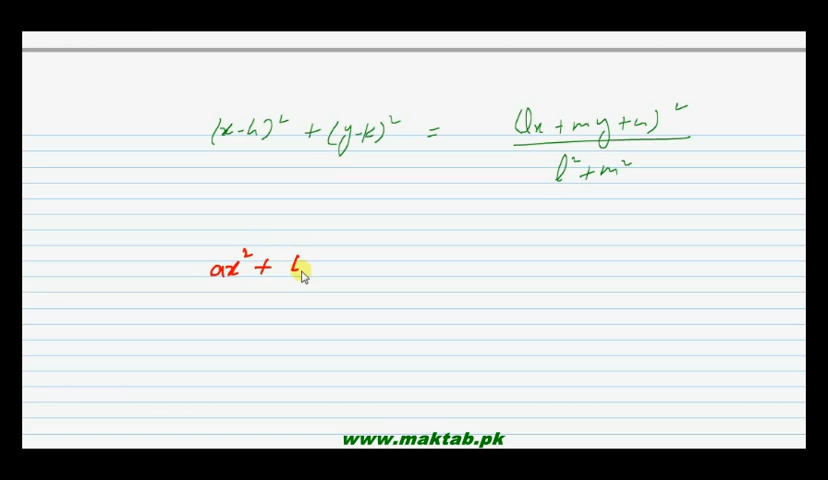 (x-h)² + (y-k)² = (lx + my + n)² / l² + m²
ax² +
www.maktab.pk